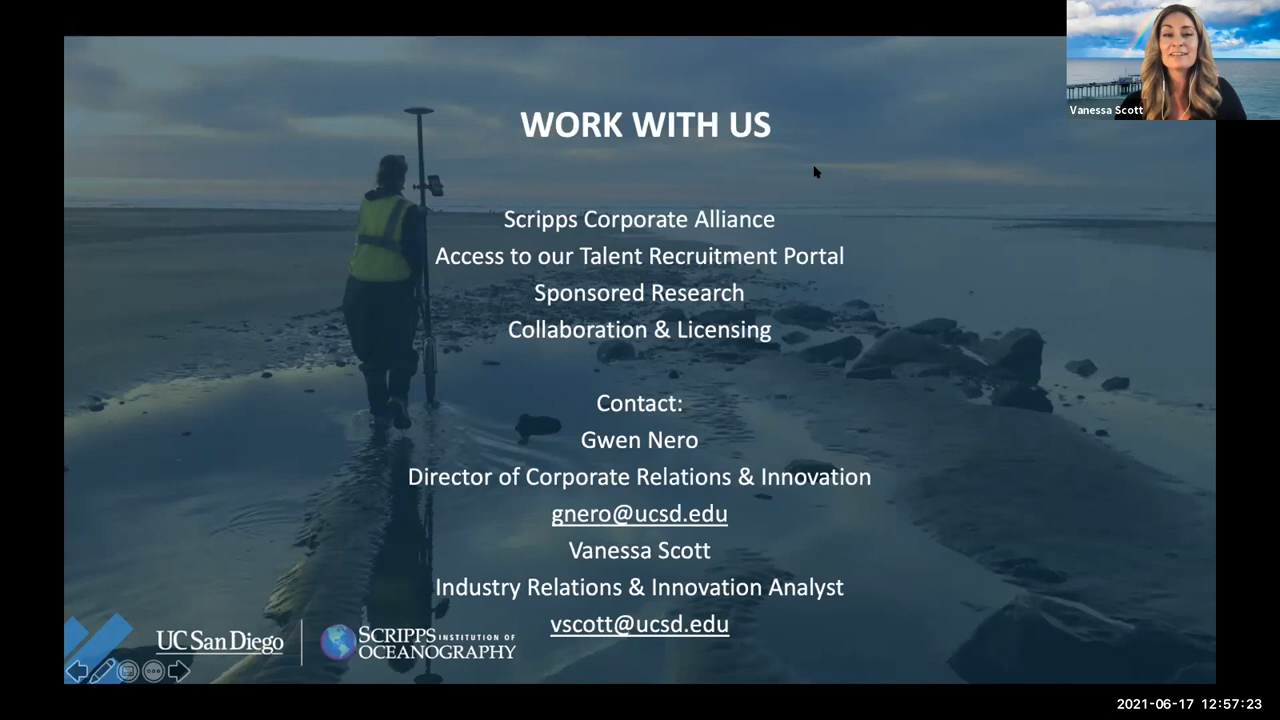 Vanessa Scott
WORK WITH US
Scripps Corporate Alliance
Access to our Talent Recruitment Portal
Sponsored Research
Collaboration & Licensing
Contact:
Gwen Nero
Director of Corporate Relations & Innovation
gnero@ucsd.edu
Vanessa Scott
Industry Relations & Innovation Analyst
vscott@ucsd.edu
UC San Diego
SCRIPPS INSTITUTION OF
OCEANOGRAPHY
2021-06-17 12:57:23